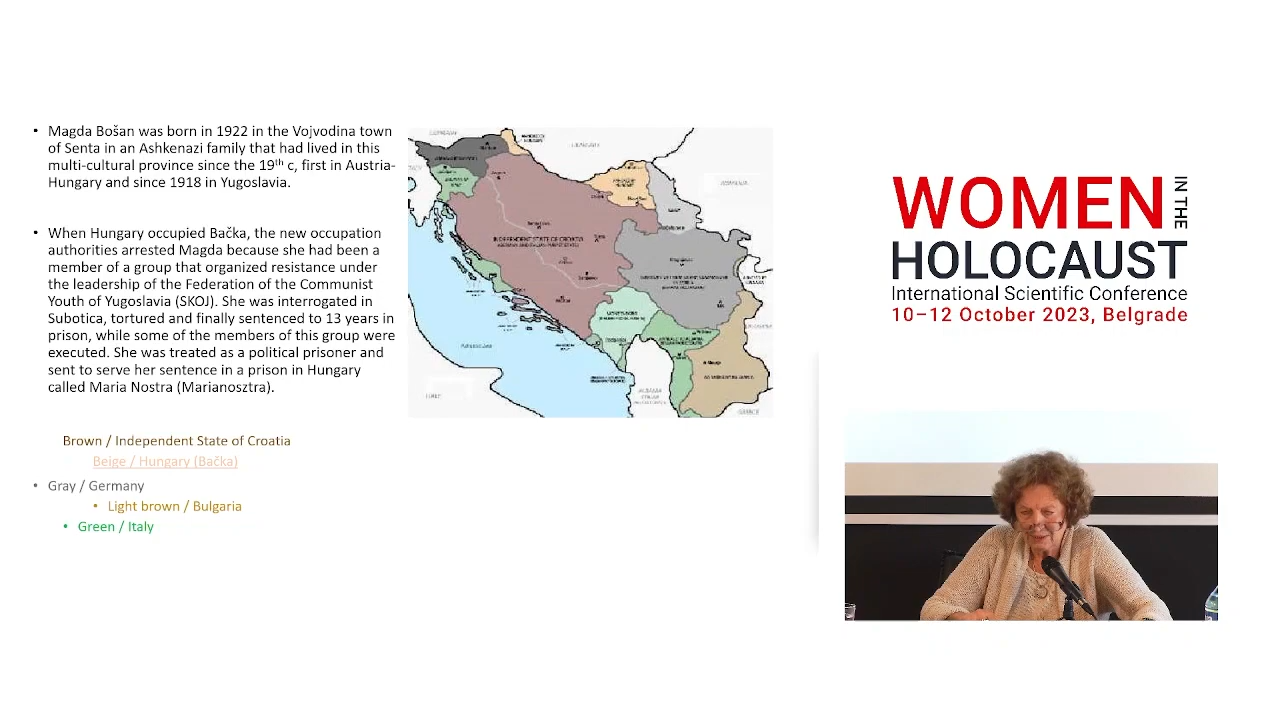 • Magda Bošan was born in 1922 in the Vojvodina town
of Senta in an Ashkenazi family that had lived in this
multi-cultural province since the 19th c, first in Austria-
Hungary and since 1918 in Yugoslavia.
• When Hungary occupied Bačka, the new occupation
authorities arrested Magda because she had been a
member of a group that organized resistance under
the leadership of the Federation of the Communist
Youth of Yugoslavia (SKOJ). She was interrogated in
Subotica, tortured and finally sentenced to 13 years in
prison, while some of the members of this group were
executed. She was treated as a political prisoner and
sent to serve her sentence in a prison in Hungary
called Maria Nostra (Marianosztra).
Brown / Independent State of Croatia
Beige / Hungary (Bačka)
• Gray / Germany
• Light brown / Bulgaria
• Green / Italy
INDEPENDENT STATE OF CROATIA
WOMEN IN THE
HOLOCAUST
International Scientific Conference
10–12 October 2023, Belgrade